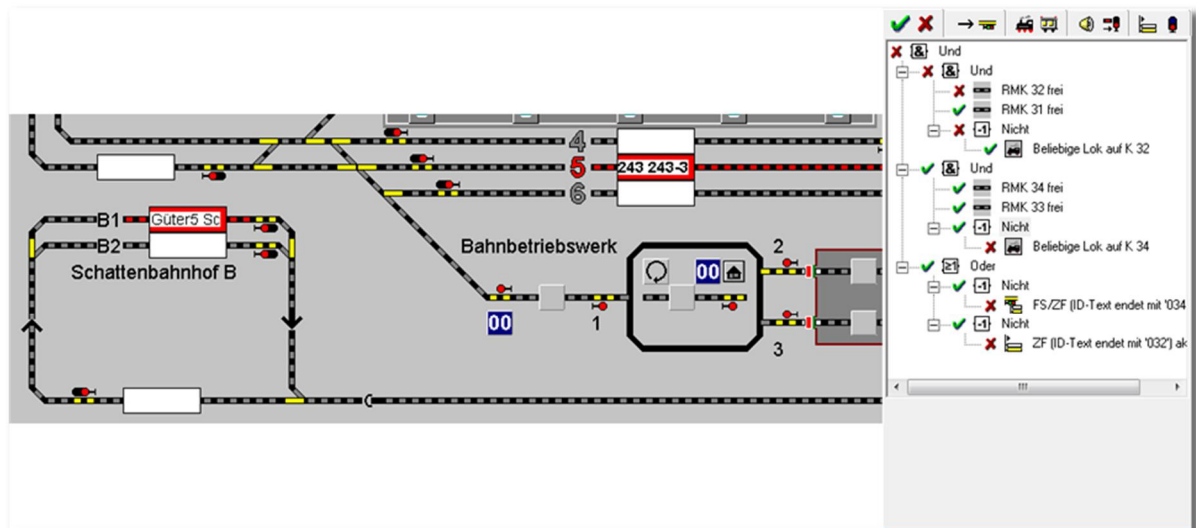 4
5
243 243-3
6
B1
Güter5 Sc
B2
Schattenbahnhof B
Bahnbetriebswerk
00
1
00
2
3
Und
Und
RMK 32 frei
RMK 31 frei
Nicht
Beliebige Lok auf K 32
Und
RMK 34 frei
RMK 33 frei
Nicht
Beliebige Lok auf K 34
Oder
Nicht
FS/ZF (ID-Text endet mit '034
Nicht
ZF (ID-Text endet mit '032') ak